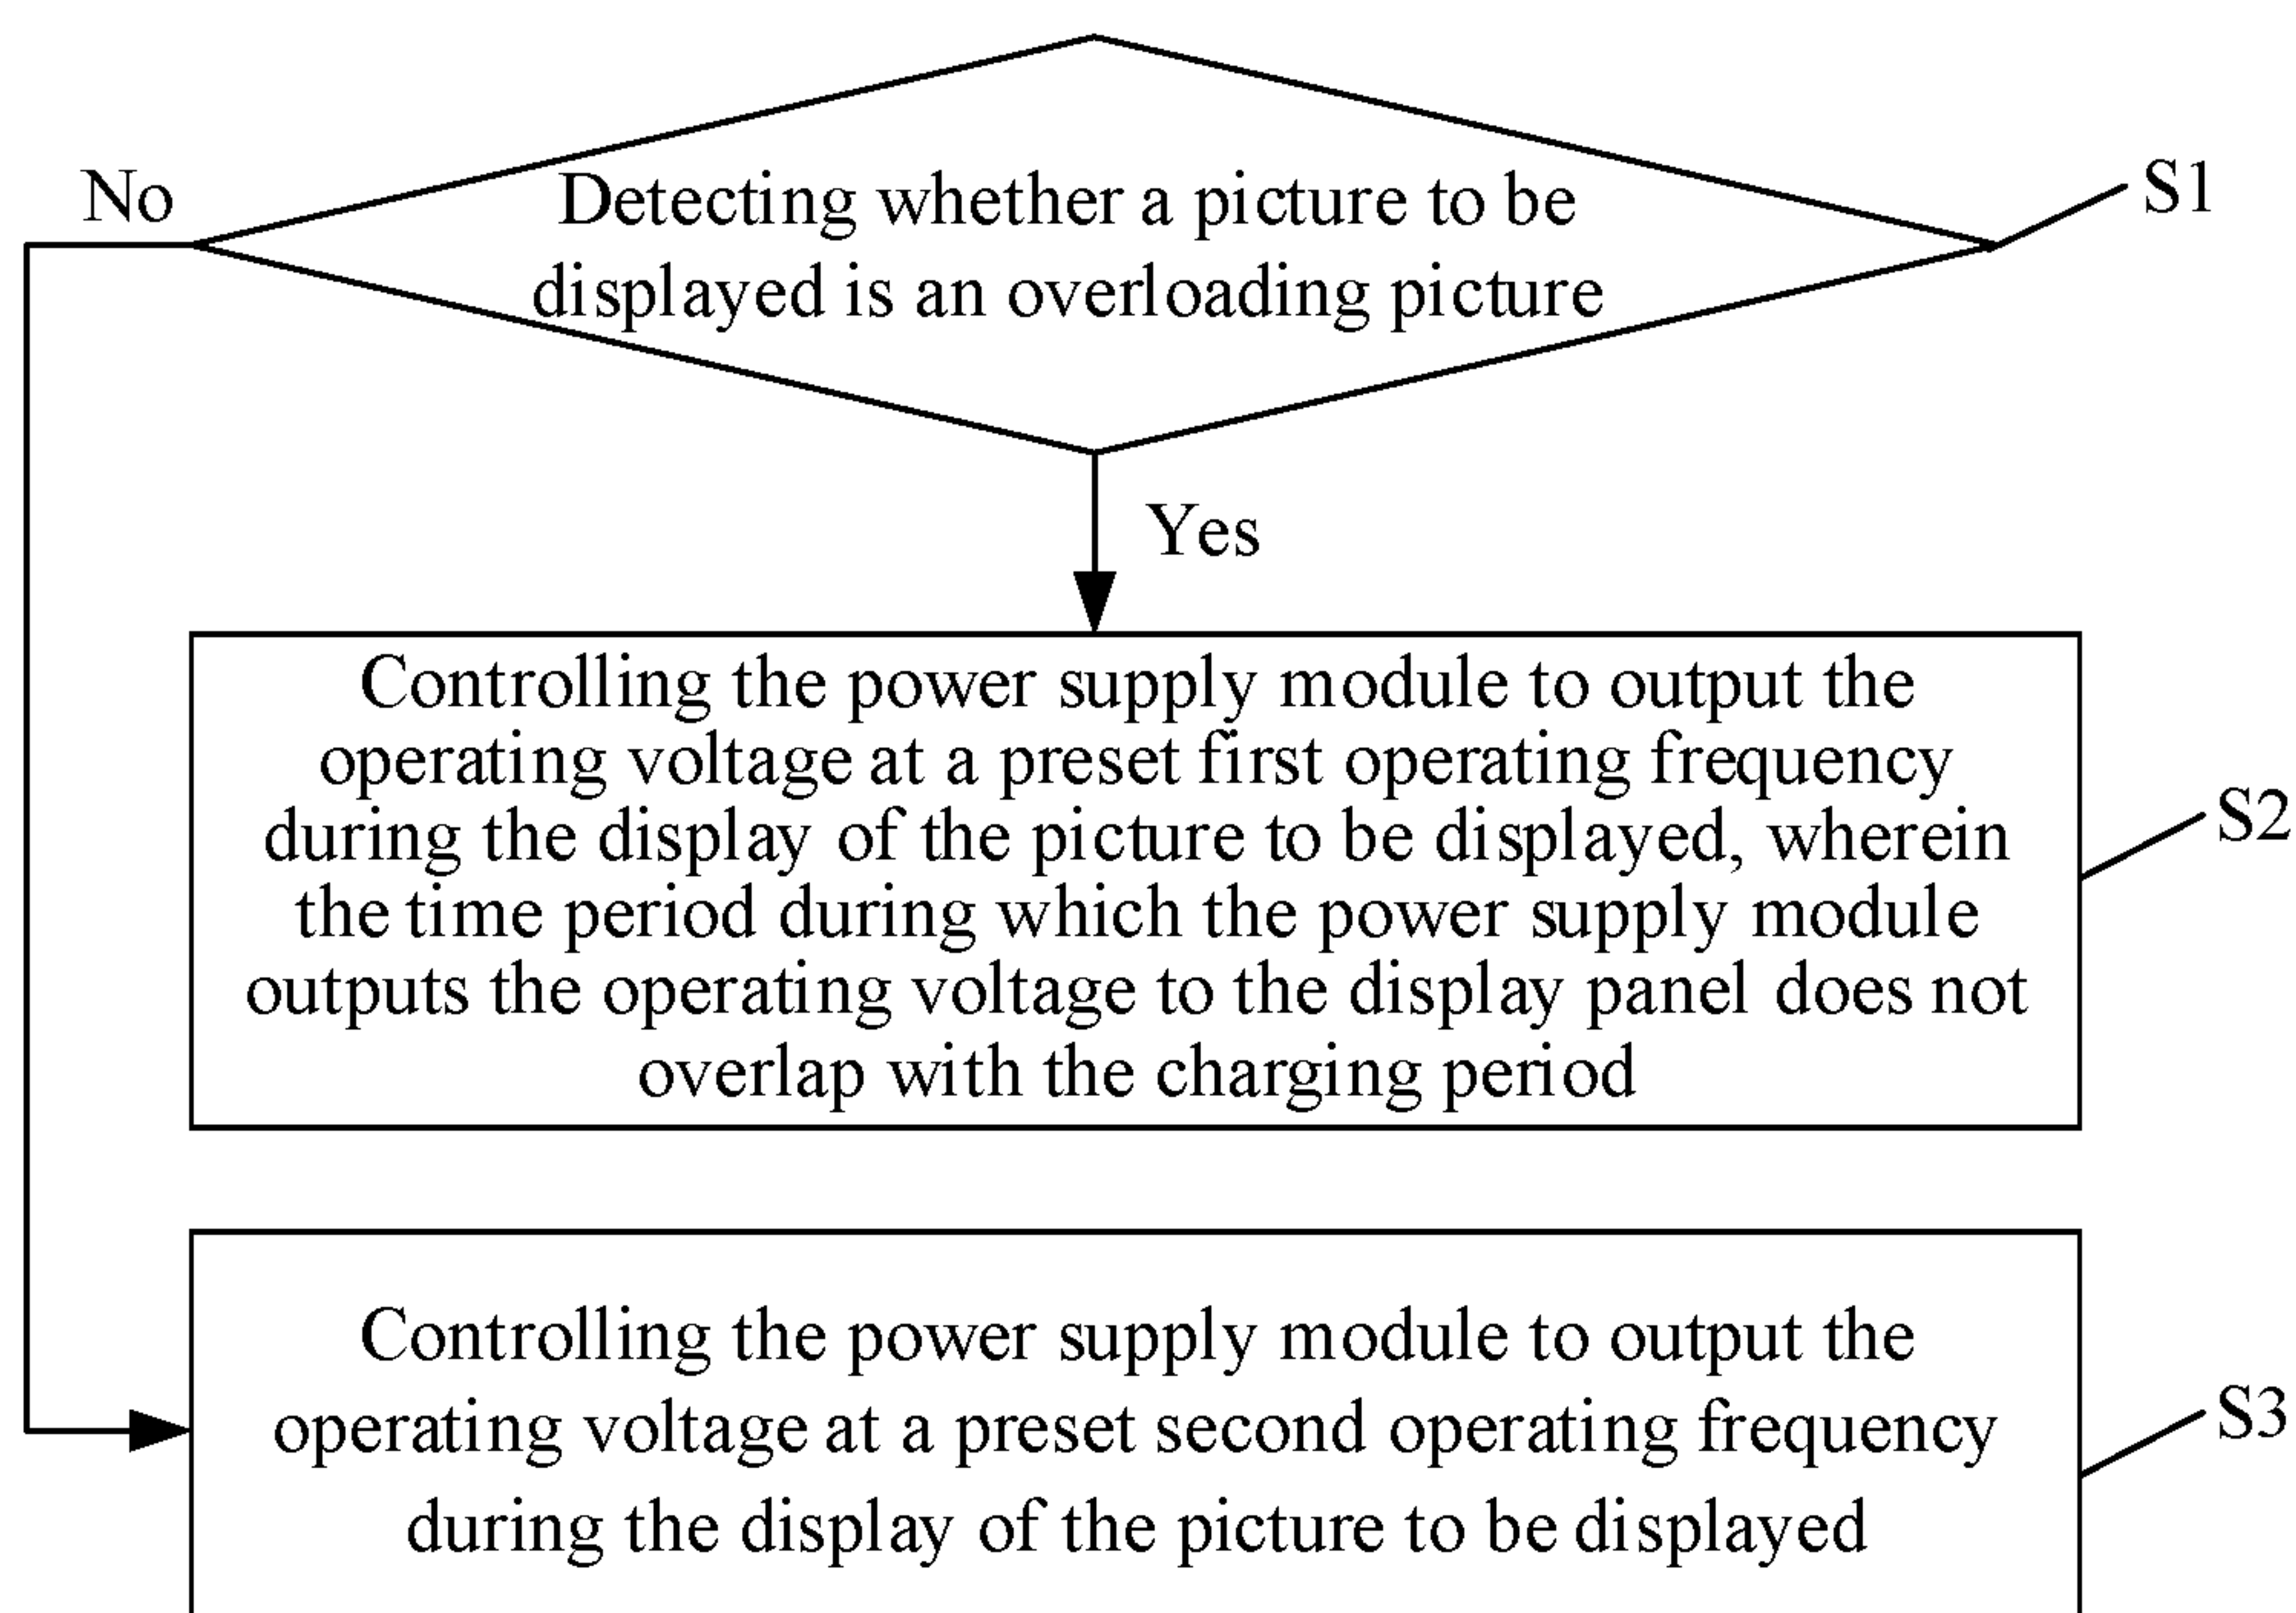 No
Detecting whether a picture to be
displayed is an overloading picture
S1
Yes
Controlling the power supply module to output the
operating voltage at a preset first operating frequency
during the display of the picture to be displayed, wherein
the time period during which the power supply module
outputs the operating voltage to the display panel does not
overlap with the charging period
S2
Controlling the power supply module to output the
operating voltage at a preset second operating frequency
during the display of the picture to be displayed
S3